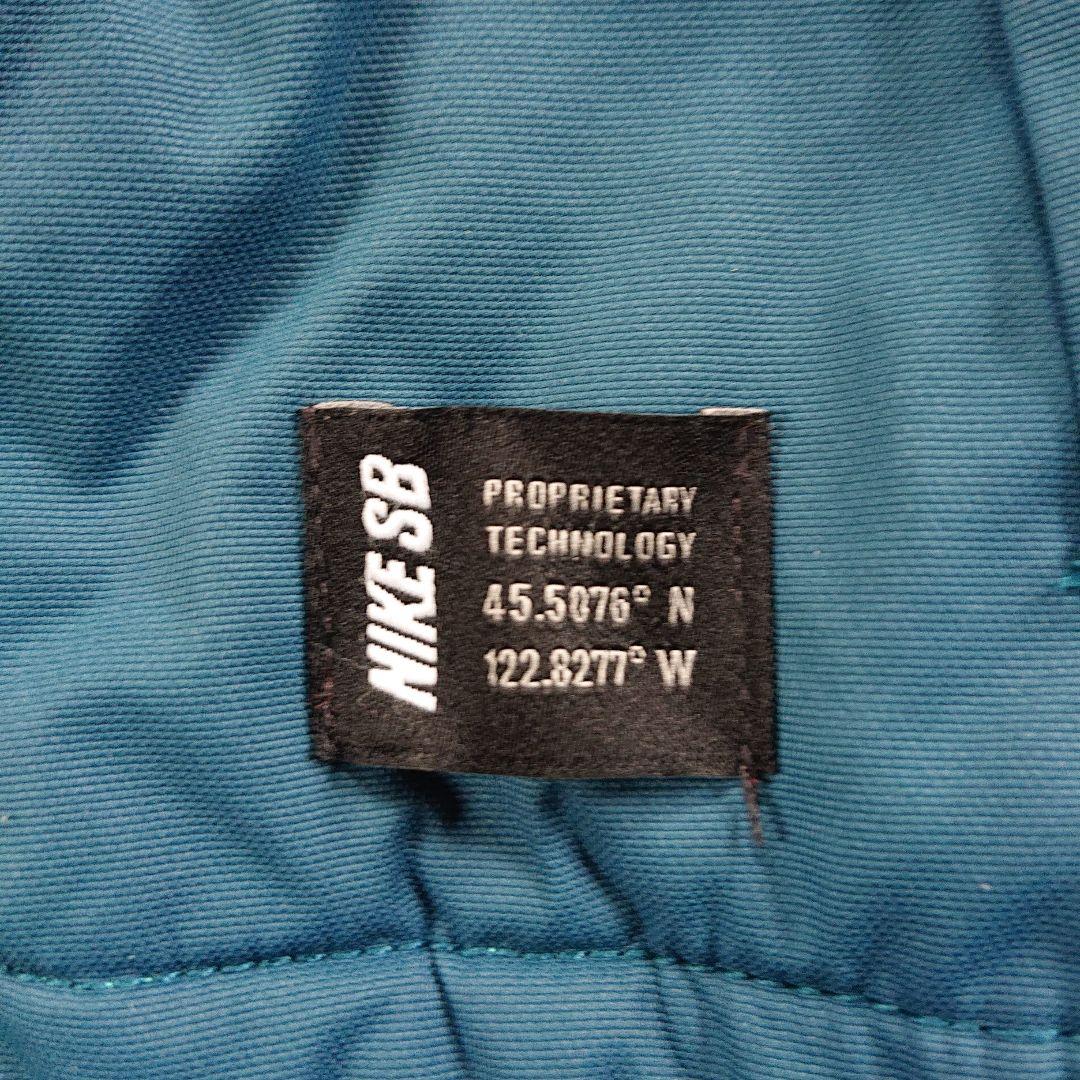 NIKE SB
PROPRIETARY
TECHNOLOGY
45.5076° N
122.8277° W